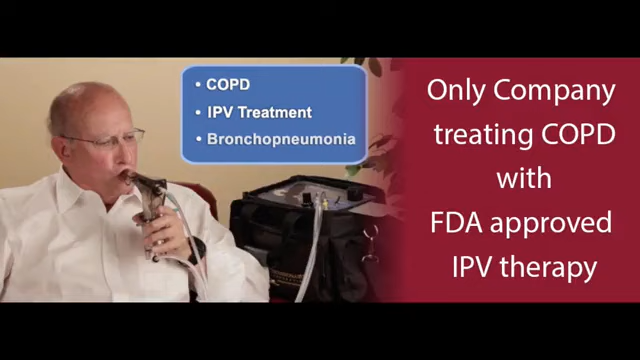 • COPD
• IPV Treatment
• Bronchopneumonia
Only Company
treating COPD
with
FDA approved
IPV therapy